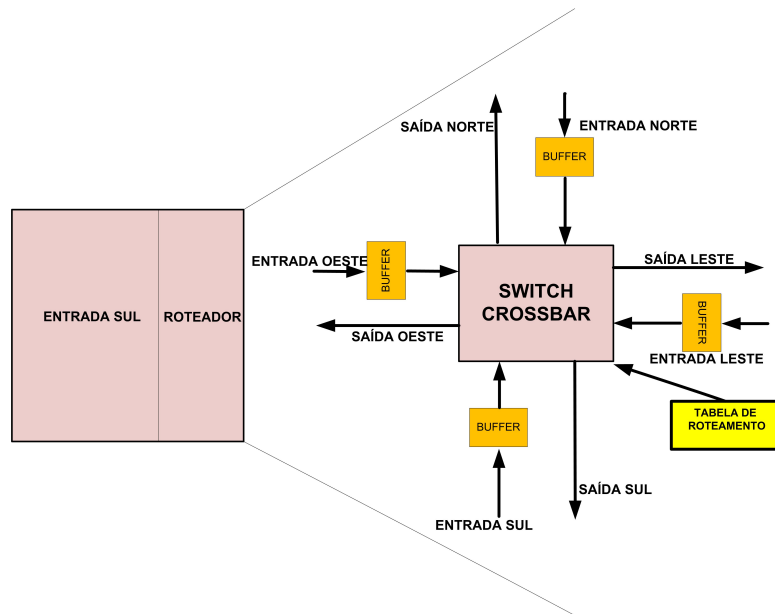 SAÍDA NORTE
ENTRADA NORTE
BUFFER
ENTRADA OESTE
BUFFER
SAÍDA LESTE
SWITCH
CROSSBAR
BUFFER
ENTRADA SUL
ROTEADOR
SAÍDA OESTE
ENTRADA LESTE
TABELA DE
ROTEAMENTO
BUFFER
SAÍDA SUL
ENTRADA SUL